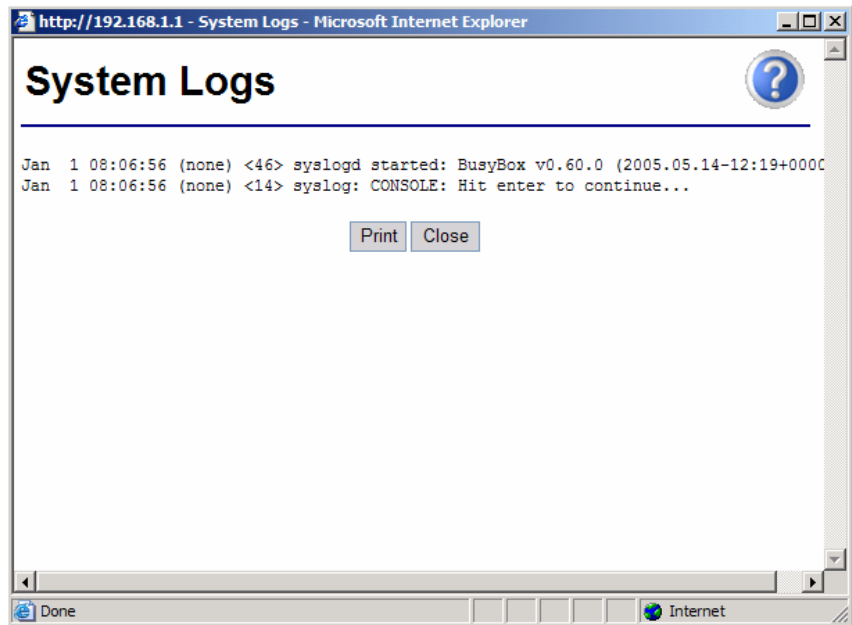 http://192.168.1.1 - System Logs - Microsoft Internet Explorer
System Logs
?
Jan  1 08:06:56 (none) <46> syslogd started: BusyBox v0.60.0 (2005.05.14-12:19+0000
Jan  1 08:06:56 (none) <14> syslog: CONSOLE: Hit enter to continue...
Print Close
Done Internet